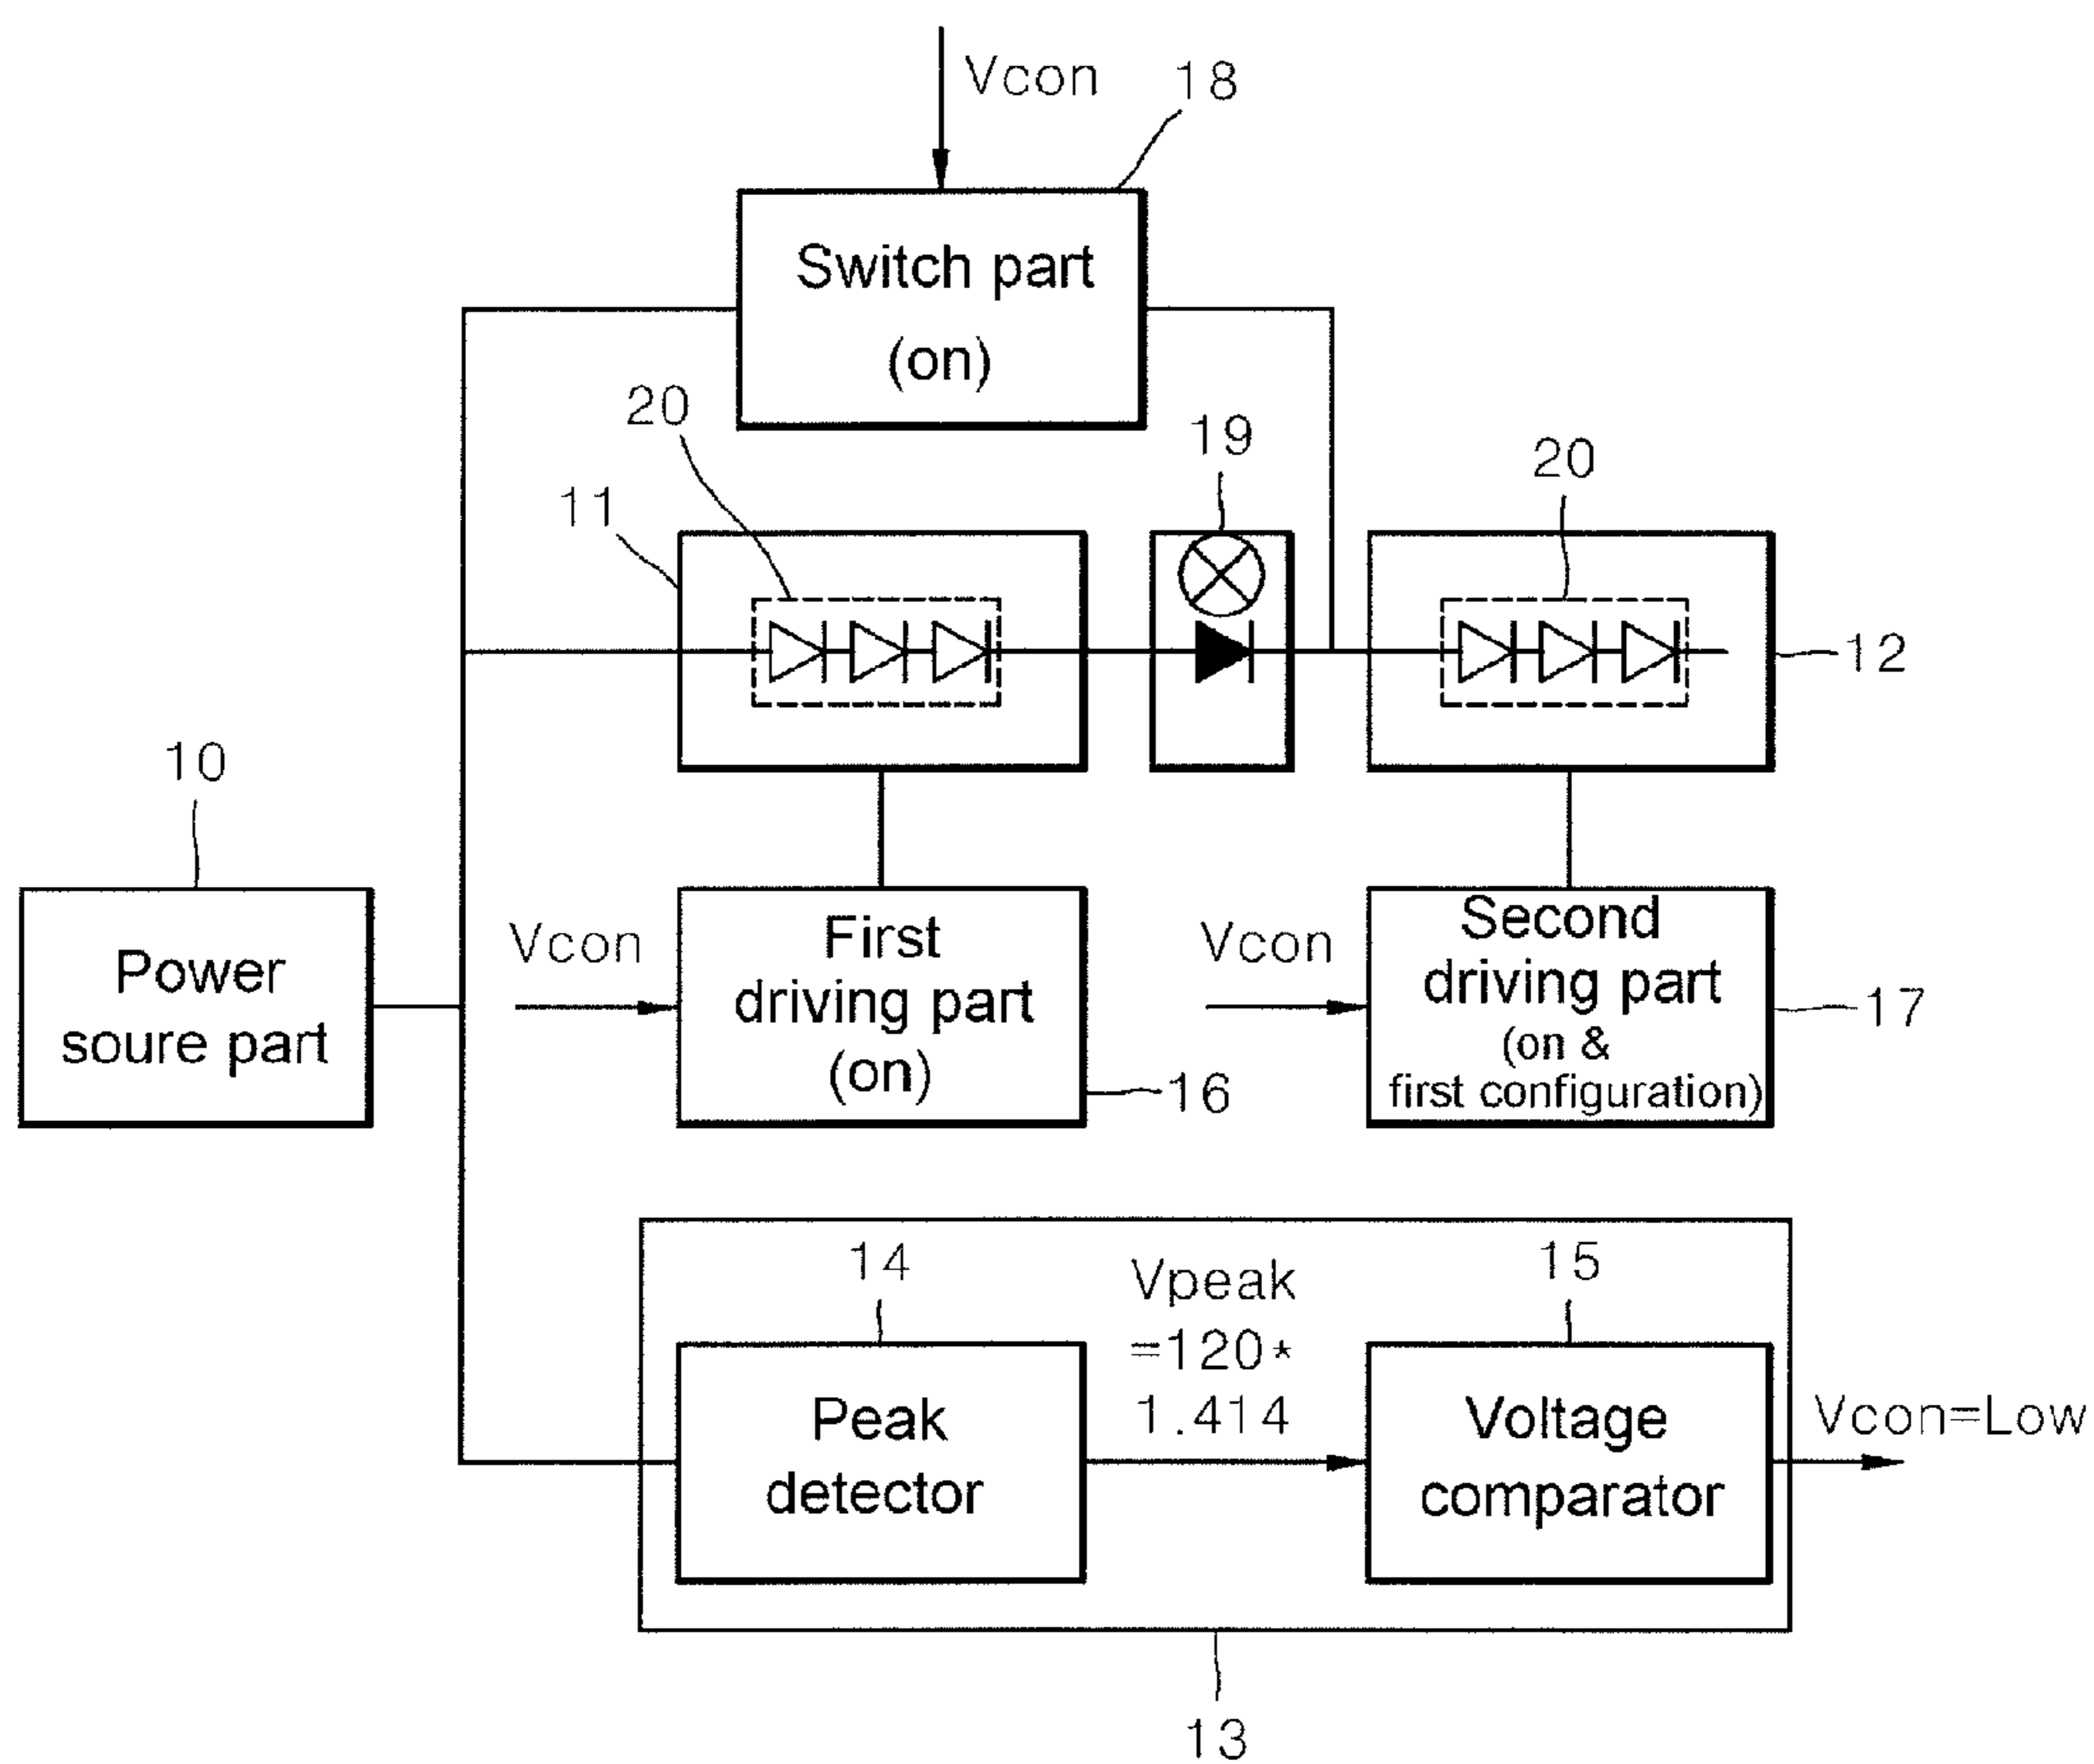 Vcon
18
Switch part
(on)
20
19
20
11
12
10
Power
soure part
Vcon
First
driving part
(on)
16
Vcon
Second
driving part
(on &
first configuration)
17
14
Vpeak
=120*
1.414
15
Peak
detector
Voltage
comparator
Vcon=Low
13